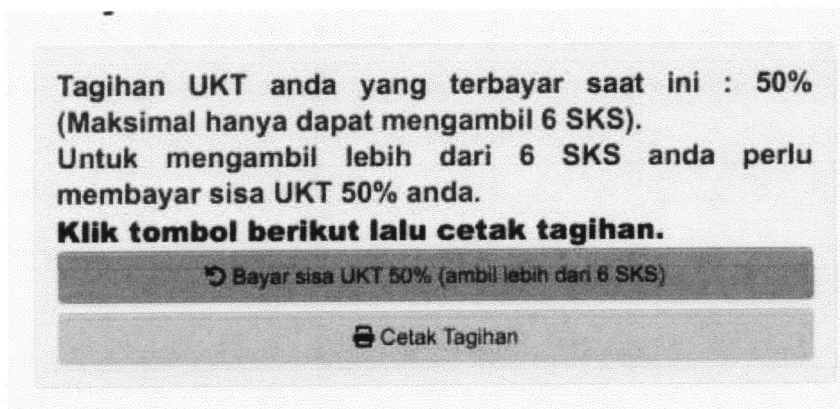 Tagihan UKT anda yang terbayar saat ini : 50%
(Maksimal hanya dapat mengambil 6 SKS).
Untuk mengambil lebih dari 6 SKS anda perlu
membayar sisa UKT 50% anda.
Klik tombol berikut lalu cetak tagihan.
Bayar sisa UKT 50% (ambil lebih dari 6 SKS)
Cetak Tagihan